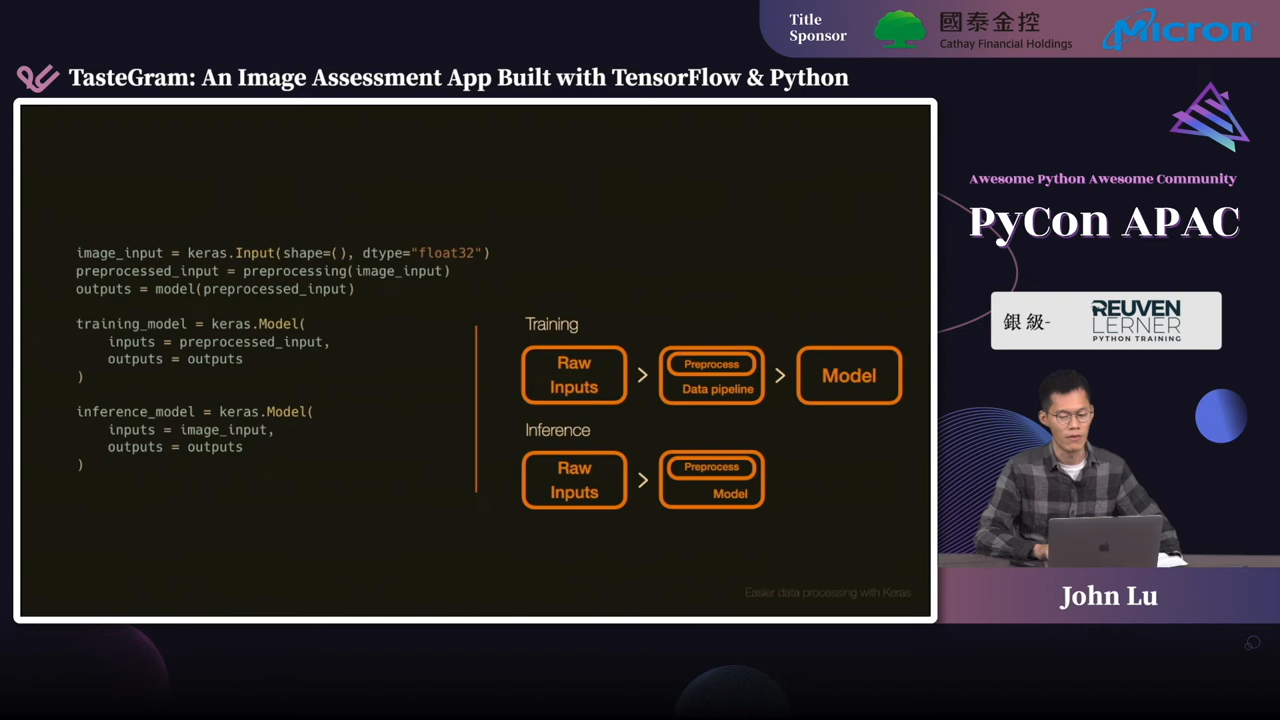 Title
Sponsor
國泰金控
Cathay Financial Holdings
Micron
TasteGram: An Image Assessment App Built with TensorFlow & Python
Awesome Python Awesome Community
PyCon APAC
銀級-
REUVEN
LERNER
PYTHON TRAINING
image_input = keras.Input(shape=(), dtype="float32")
preprocessed_input = preprocessing(image_input)
outputs = model(preprocessed_input)
training_model = keras.Model(
inputs = preprocessed_input,
outputs = outputs
)
inference_model = keras.Model(
inputs = image_input,
outputs = outputs
)
Training
Raw
Inputs
>
Preprocess
Data pipeline
>
Model
Inference
Raw
Inputs
>
Preprocess
Model
Easier data processing with Keras
John Lu